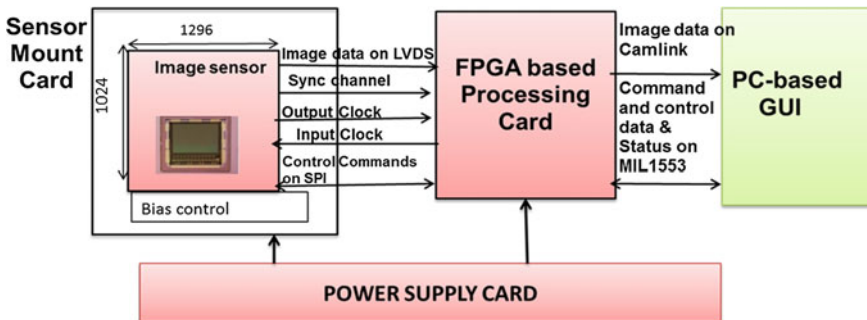 Sensor
Mount
Card
1296
1024
Image sensor
Bias control
Image data on LVDS
Sync channel
Output Clock
Input Clock
Control Commands
on SPI
FPGA based
Processing
Card
Image data on
Camlink
Command
and control
data &
Status on
MIL1553
PC-based
GUI
POWER SUPPLY CARD